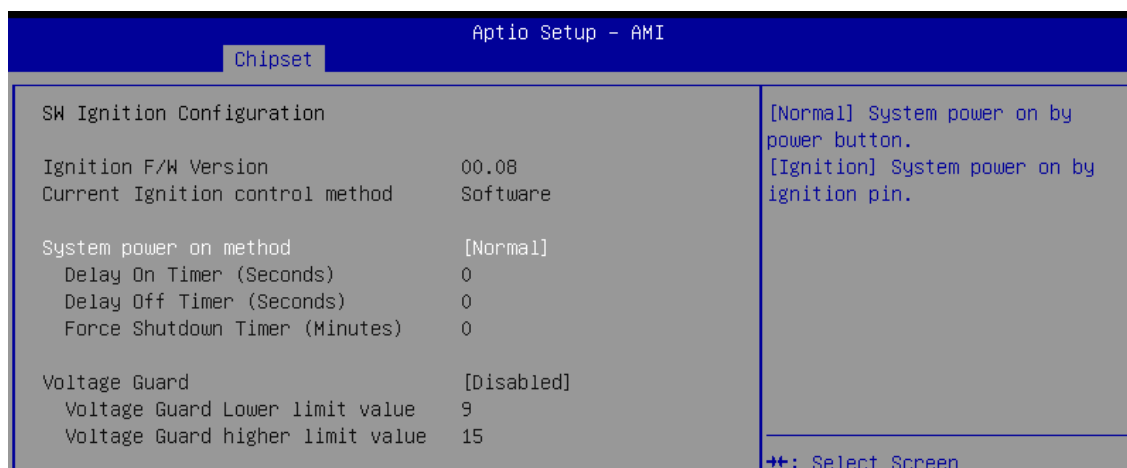 Aptio Setup – AMI
Chipset
SW Ignition Configuration
[Normal] System power on by
power button.
[Ignition] System power on by
ignition pin.
Ignition F/W Version 00.08
Current Ignition control method Software
System power on method [Normal]
Delay On Timer (Seconds) 0
Delay Off Timer (Seconds) 0
Force Shutdown Timer (Minutes) 0
Voltage Guard [Disabled]
Voltage Guard Lower limit value 9
Voltage Guard higher limit value 15
→←: Select Screen